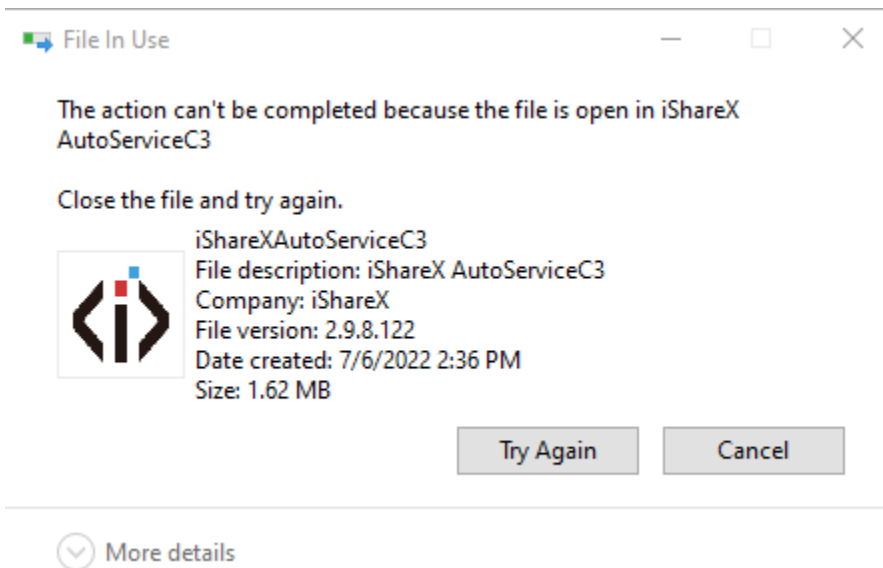 File In Use
The action can't be completed because the file is open in iShareX
AutoServiceC3
Close the file and try again.
iShareXAutoServiceC3
File description: iShareX AutoServiceC3
Company: iShareX
File version: 2.9.8.122
Date created: 7/6/2022 2:36 PM
Size: 1.62 MB
Try Again
Cancel
More details